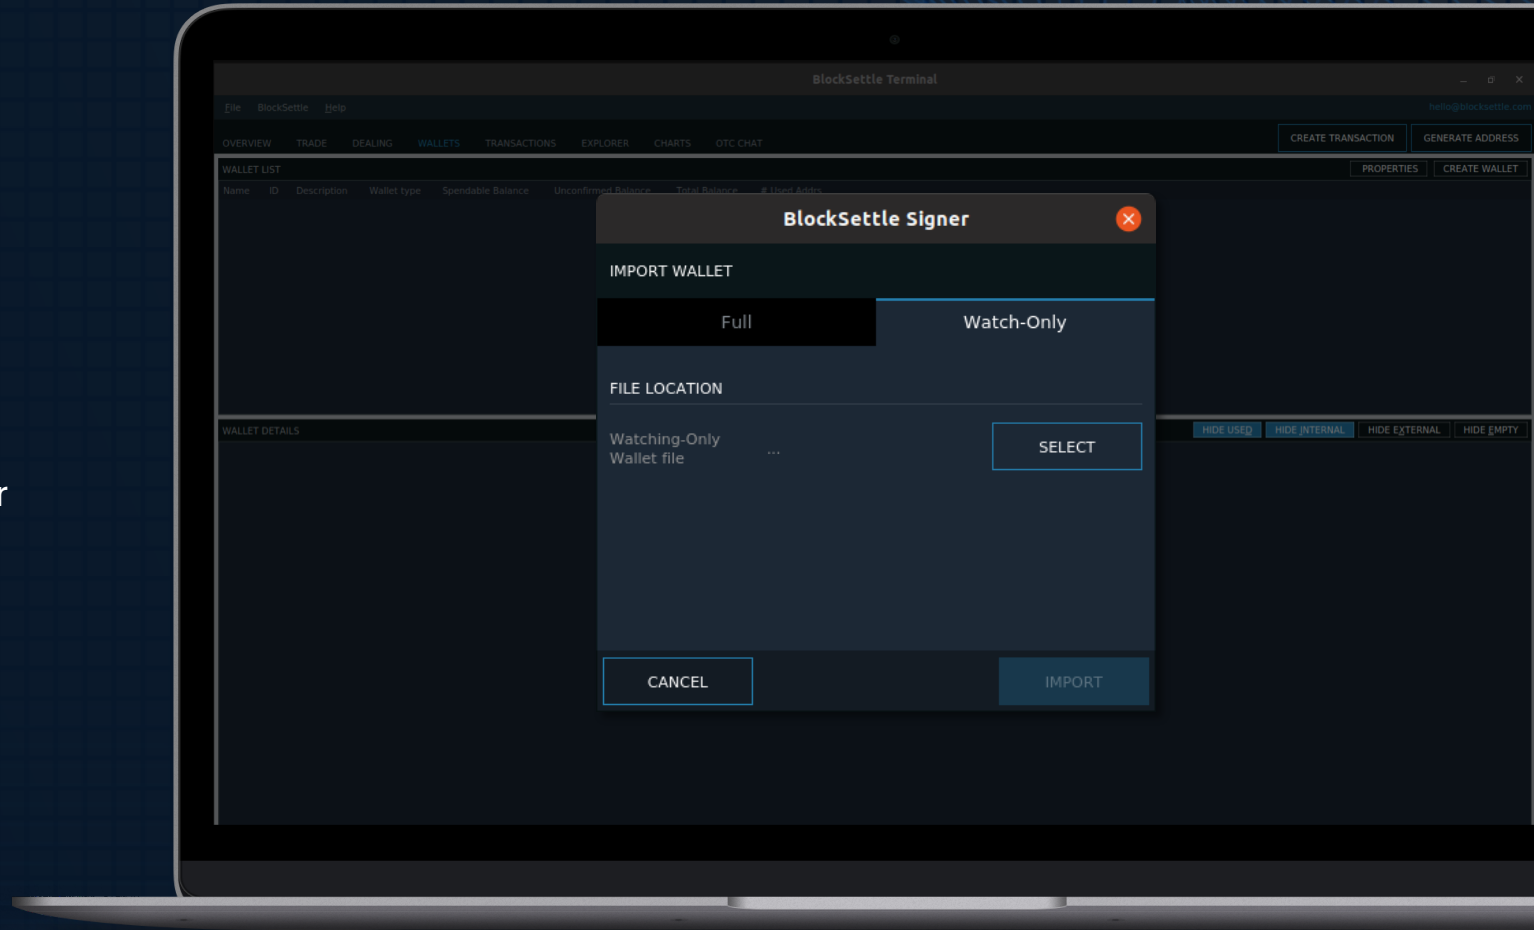 BlockSettle Terminal
File BlockSettle Help
hello@blocksettle.com
OVERVIEW TRADE DEALING WALLETS TRANSACTIONS EXPLORER CHARTS OTC CHAT
CREATE TRANSACTION GENERATE ADDRESS
WALLET LIST
PROPERTIES CREATE WALLET
Name ID Description Wallet type Spendable Balance Unconfirmed Balance Total Balance # Used Addrs
BlockSettle Signer
IMPORT WALLET
Full Watch-Only
FILE LOCATION
Watching-Only
Wallet file
...
SELECT
WALLET DETAILS
HIDE USED HIDE INTERNAL HIDE EXTERNAL HIDE EMPTY
r
CANCEL IMPORT